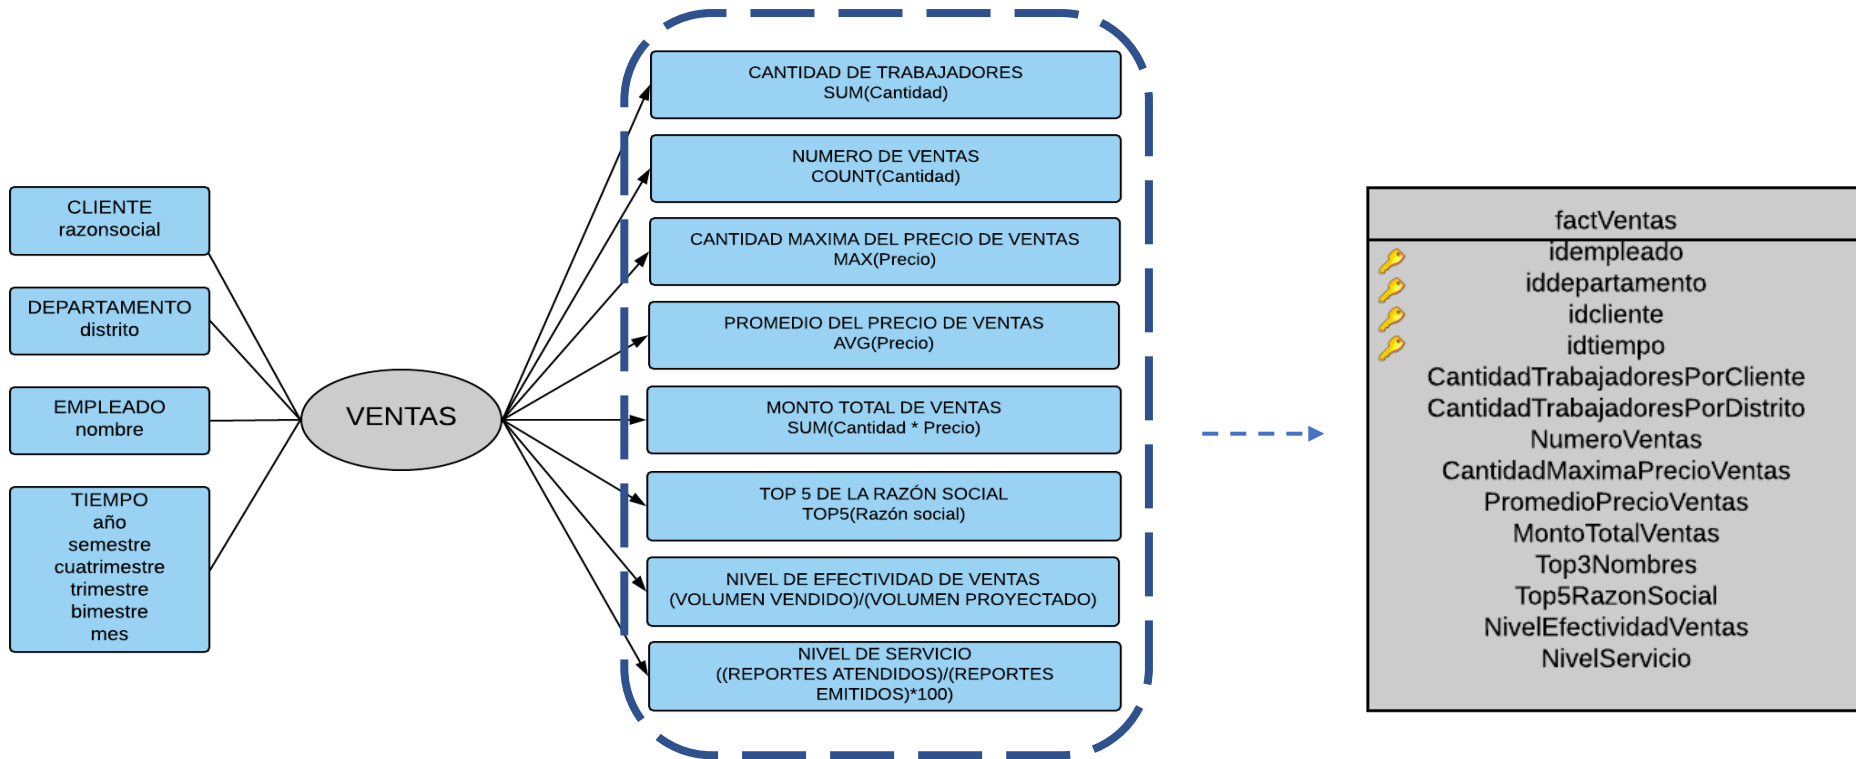 CLIENTE
razonsocial
DEPARTAMENTO
distrito
EMPLEADO
nombre
TIEMPO
año
semestre
cuatrimestre
trimestre
bimestre
mes
VENTAS
CANTIDAD DE TRABAJADORES
SUM(Cantidad)
NUMERO DE VENTAS
COUNT(Cantidad)
CANTIDAD MAXIMA DEL PRECIO DE VENTAS
MAX(Precio)
PROMEDIO DEL PRECIO DE VENTAS
AVG(Precio)
MONTO TOTAL DE VENTAS
SUM(Cantidad * Precio)
TOP 5 DE LA RAZÓN SOCIAL
TOP5(Razón social)
NIVEL DE EFECTIVIDAD DE VENTAS
(VOLUMEN VENDIDO)/(VOLUMEN PROYECTADO)
NIVEL DE SERVICIO
((REPORTES ATENDIDOS)/(REPORTES
EMITIDOS)*100)
factVentas
idempleado
iddepartamento
idcliente
idtiempo
CantidadTrabajadoresPorCliente
CantidadTrabajadoresPorDistrito
NumeroVentas
CantidadMaximaPrecioVentas
PromedioPrecioVentas
MontoTotalVentas
Top3Nombres
Top5RazonSocial
NivelEfectividadVentas
NivelServicio